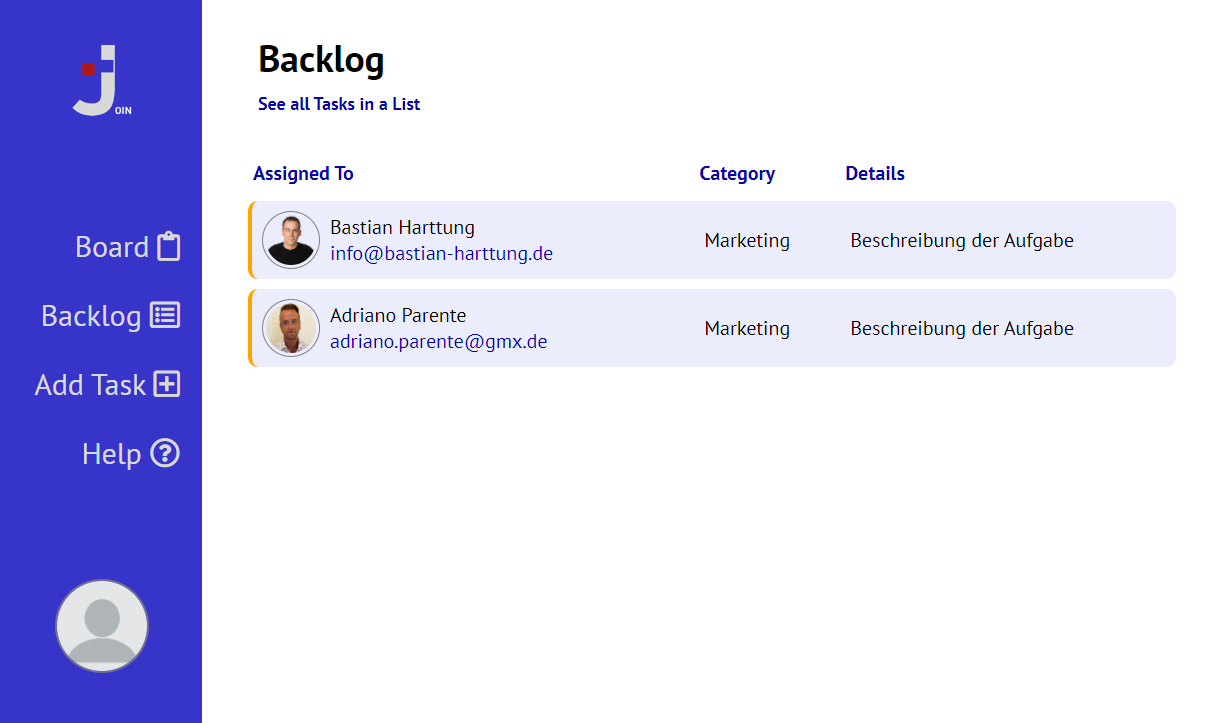 J OIN
Board
Backlog
Add Task
Help
Backlog
See all Tasks in a List
Assigned To Category Details
Bastian Harttung
info@bastian-harttung.de
Marketing
Beschreibung der Aufgabe
Adriano Parente
adriano.parente@gmx.de
Marketing
Beschreibung der Aufgabe